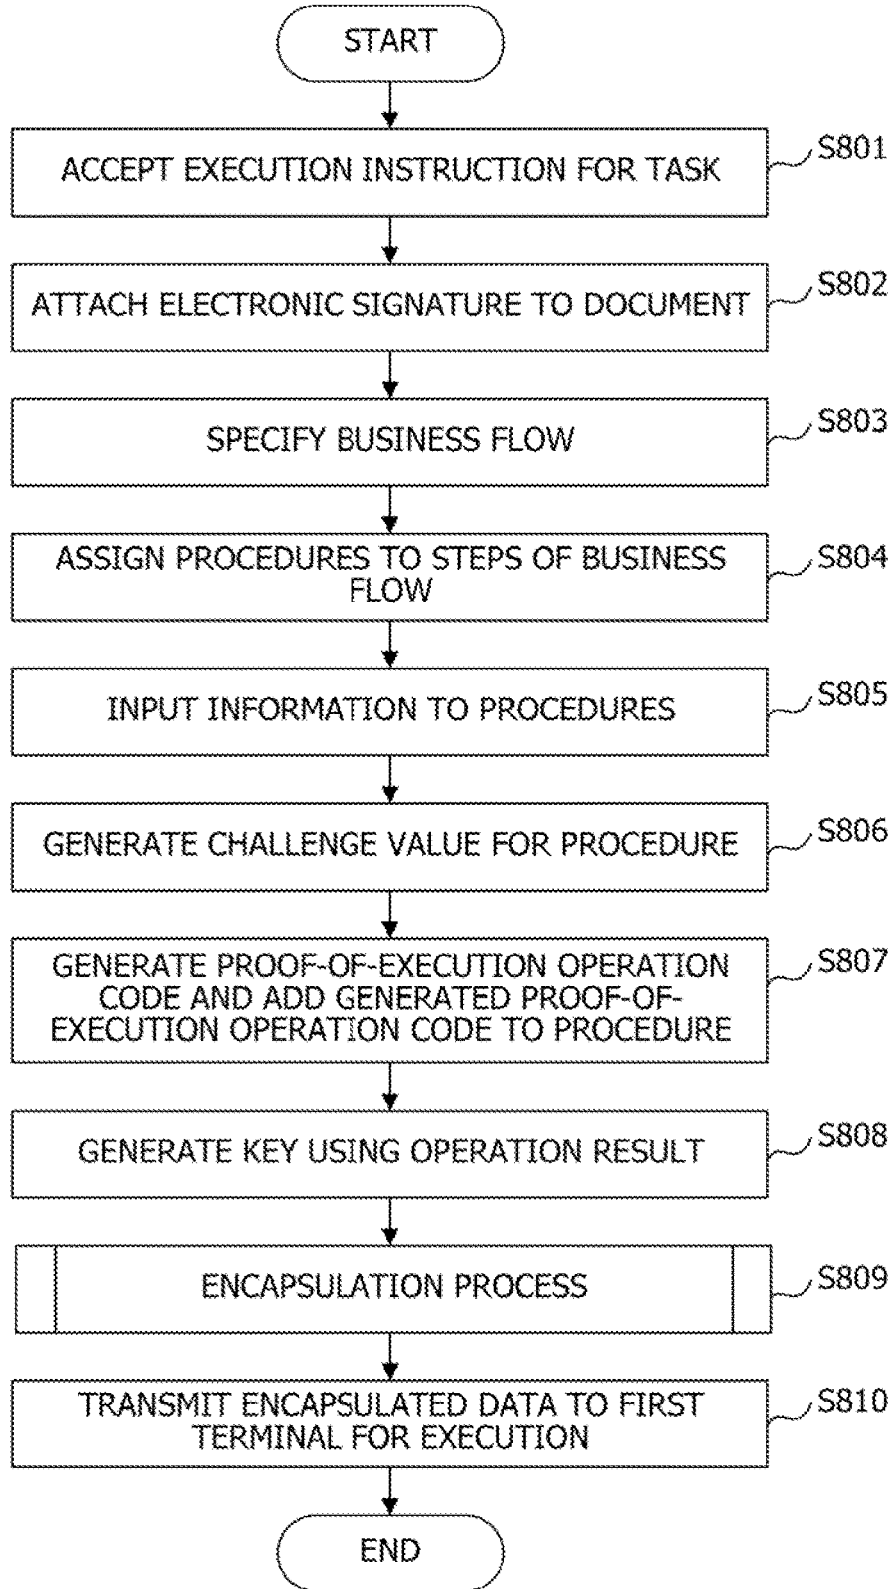 START
ACCEPT EXECUTION INSTRUCTION FOR TASK
S801
ATTACH ELECTRONIC SIGNATURE TO DOCUMENT
S802
SPECIFY BUSINESS FLOW
S803
ASSIGN PROCEDURES TO STEPS OF BUSINESS
FLOW
S804
INPUT INFORMATION TO PROCEDURES
S805
GENERATE CHALLENGE VALUE FOR PROCEDURE
S806
GENERATE PROOF-OF-EXECUTION OPERATION
CODE AND ADD GENERATED PROOF-OF-
EXECUTION OPERATION CODE TO PROCEDURE
S807
GENERATE KEY USING OPERATION RESULT
S808
ENCAPSULATION PROCESS
S809
TRANSMIT ENCAPSULATED DATA TO FIRST
TERMINAL FOR EXECUTION
S810
END